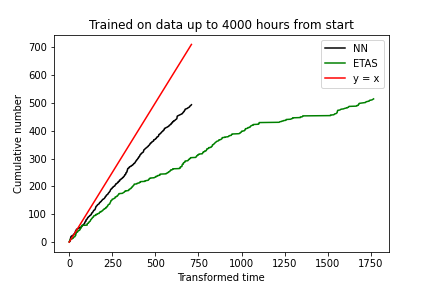 Trained on data up to 4000 hours from start
Cumulative number
700
600
500
400
300
200
100
0
NN
ETAS
y = x
0 250 500 750 1000 1250 1500 1750
Transformed time